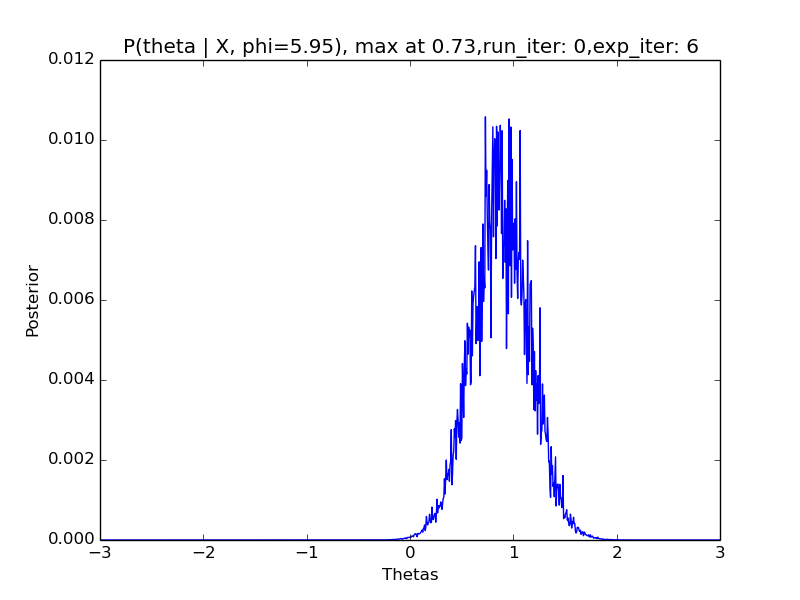 P(theta | X, phi=5.95), max at 0.73,run_iter: 0,exp_iter: 6
0.012
0.010
0.008
0.006
0.004
0.002
0.000
Posterior
−3 −2 −1 0 1 2 3
Thetas